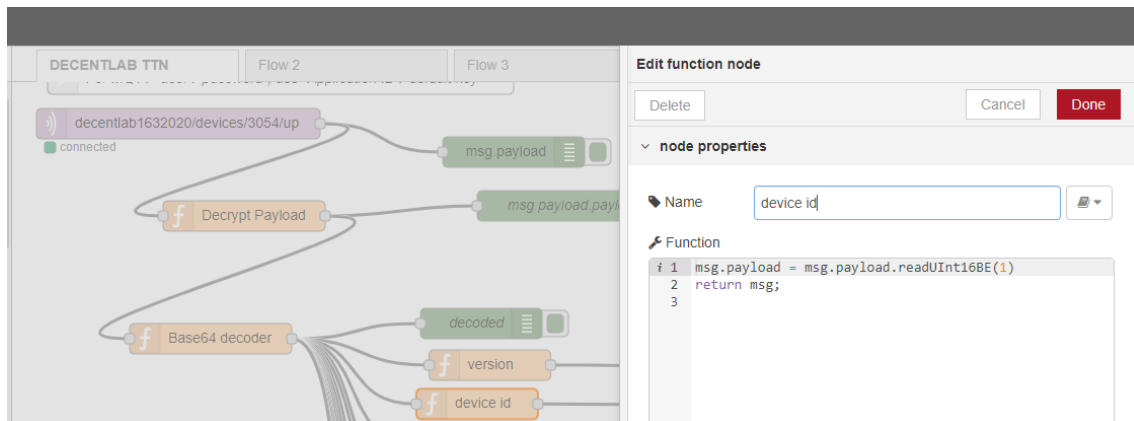 DECENTLAB TTN
Flow 2
Flow 3
decentlab1632020/devices/3054/up
connected
msg.payload
Decrypt Payload
msg.payload.payl
Base64 decoder
decoded
version
device id
Edit function node
Delete
Cancel
Done
node properties
Name
device id
Function
i 1 msg.payload = msg.payload.readUInt16BE(1)
2 return msg;
3